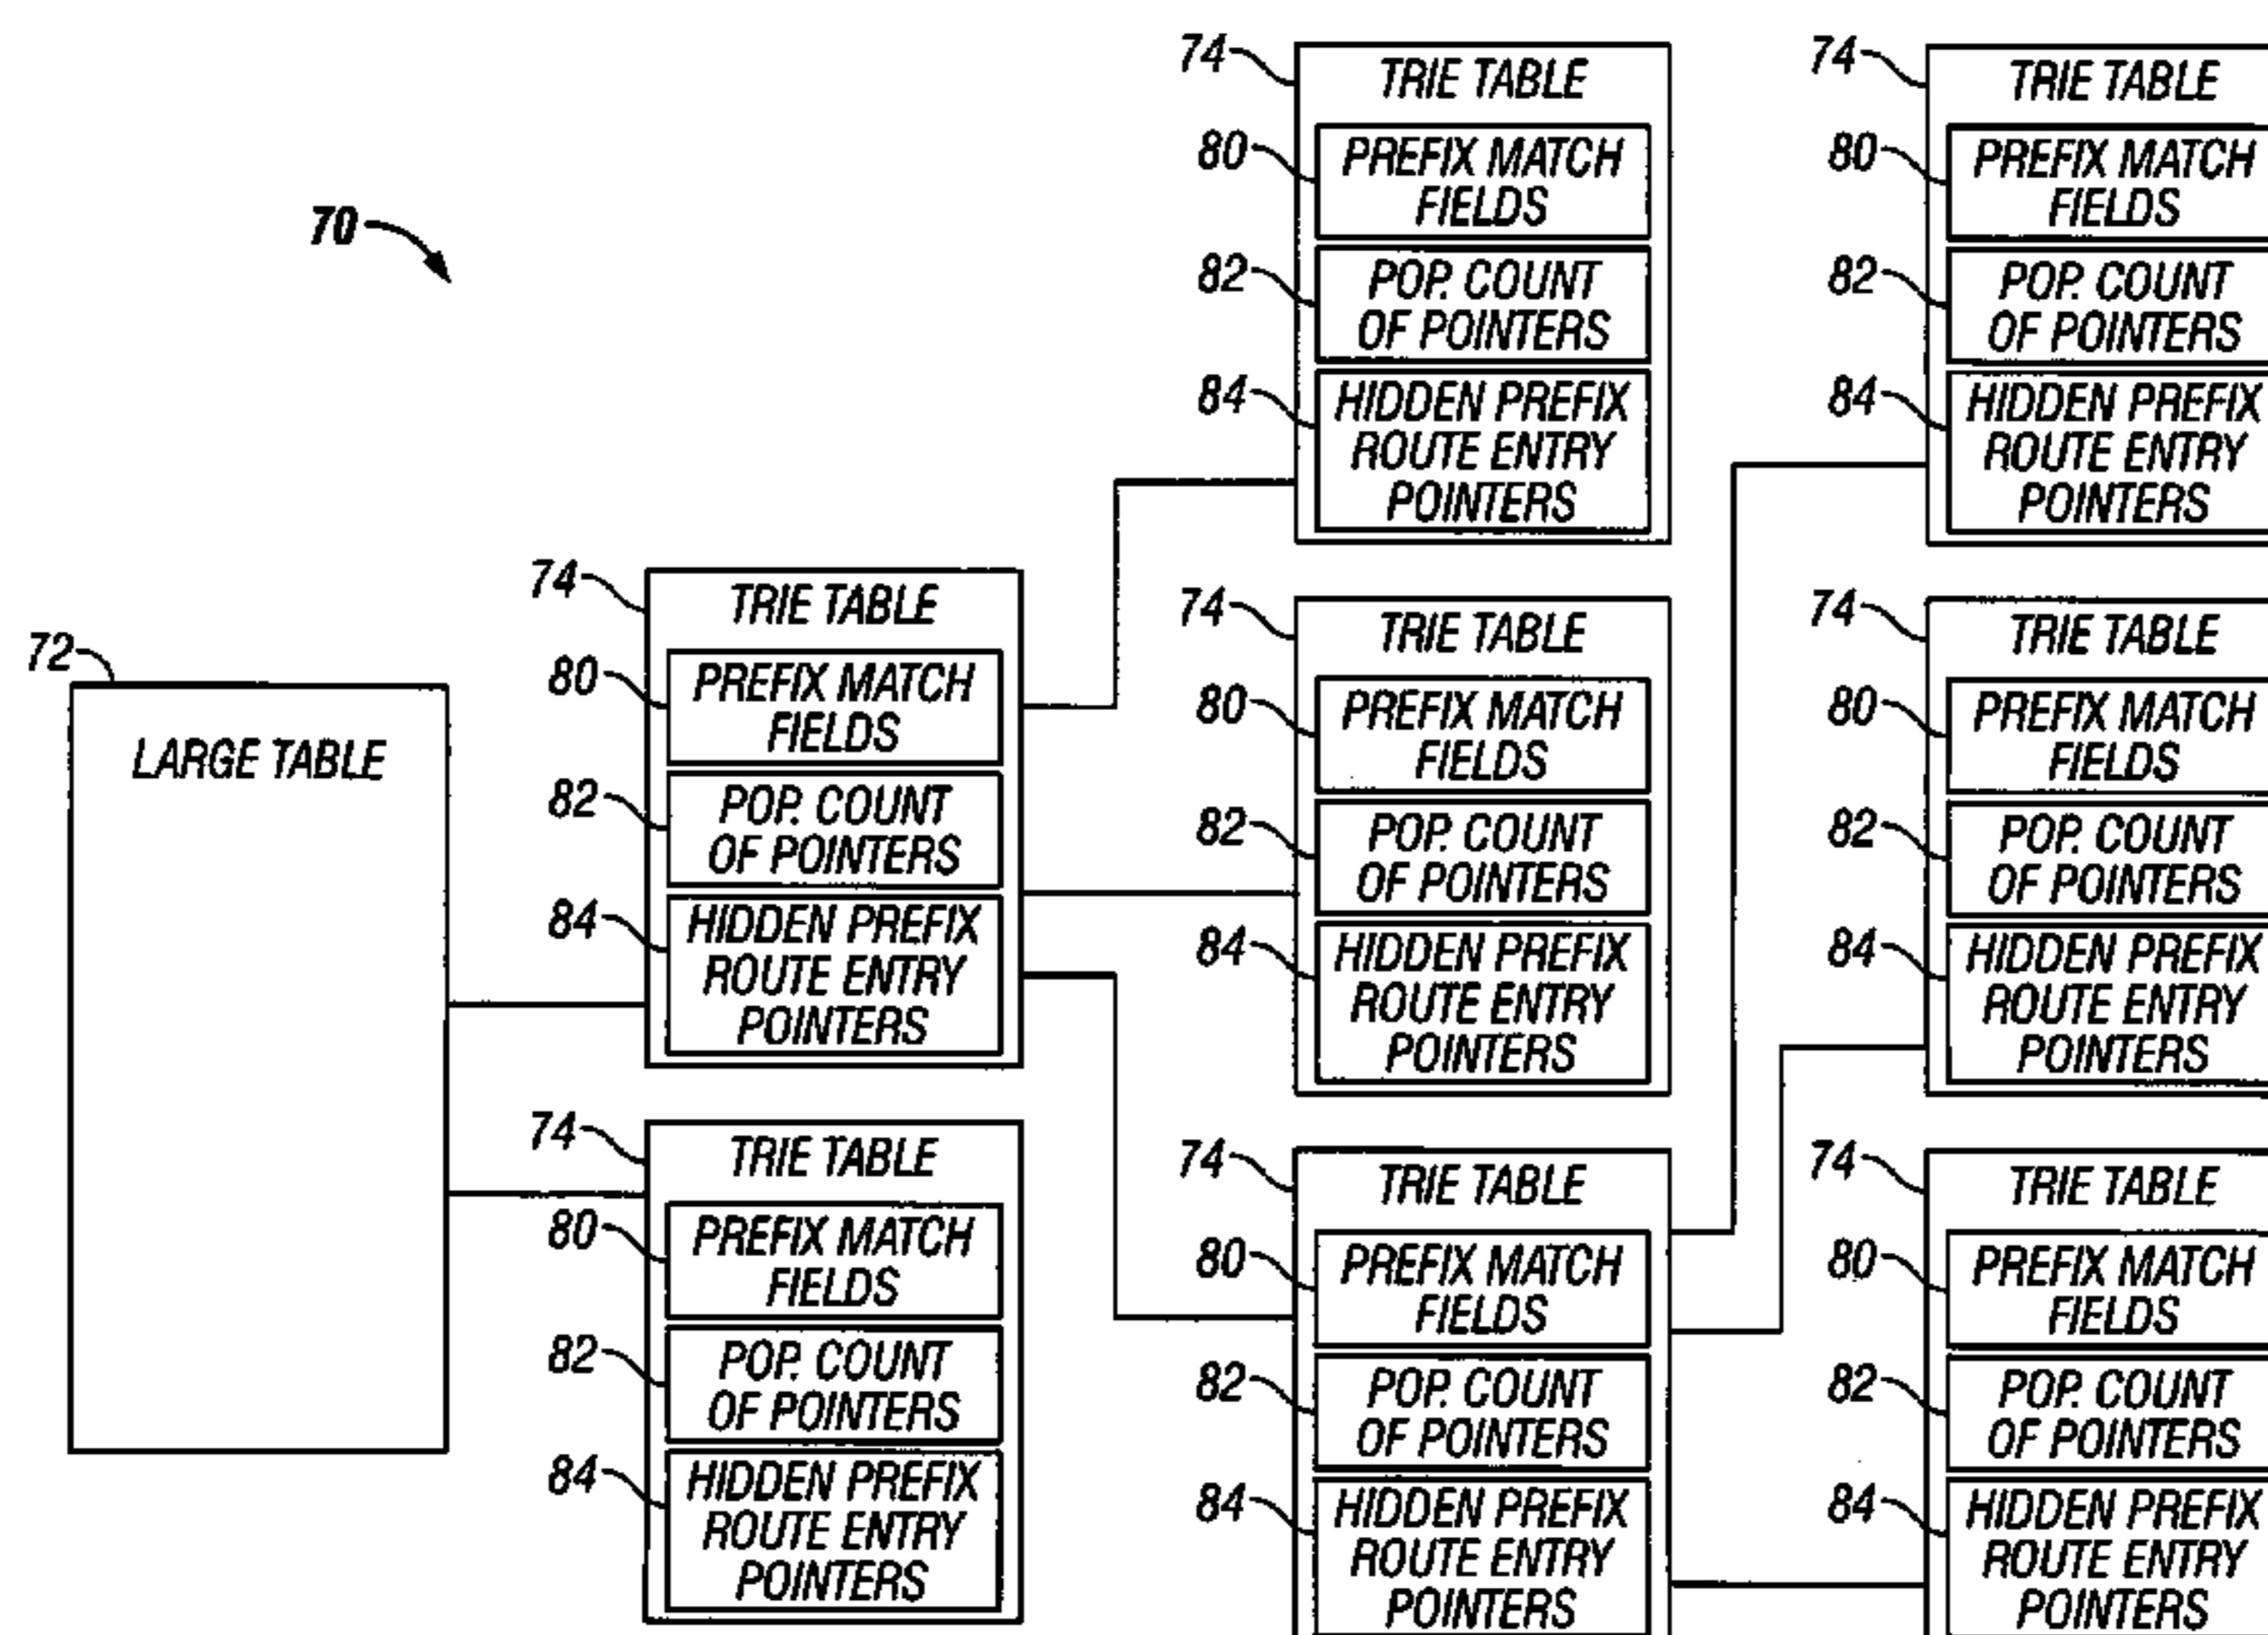 70
72
LARGE TABLE
74
TRIE TABLE
80
PREFIX MATCH
FIELDS
82
POP. COUNT
OF POINTERS
84
HIDDEN PREFIX
ROUTE ENTRY
POINTERS
74
TRIE TABLE
80
PREFIX MATCH
FIELDS
82
POP. COUNT
OF POINTERS
84
HIDDEN PREFIX
ROUTE ENTRY
POINTERS
74
TRIE TABLE
80
PREFIX MATCH
FIELDS
82
POP. COUNT
OF POINTERS
84
HIDDEN PREFIX
ROUTE ENTRY
POINTERS
74
TRIE TABLE
80
PREFIX MATCH
FIELDS
82
POP. COUNT
OF POINTERS
84
HIDDEN PREFIX
ROUTE ENTRY
POINTERS
74
TRIE TABLE
80
PREFIX MATCH
FIELDS
82
POP. COUNT
OF POINTERS
84
HIDDEN PREFIX
ROUTE ENTRY
POINTERS
74
TRIE TABLE
80
PREFIX MATCH
FIELDS
82
POP. COUNT
OF POINTERS
84
HIDDEN PREFIX
ROUTE ENTRY
POINTERS
74
TRIE TABLE
80
PREFIX MATCH
FIELDS
82
POP. COUNT
OF POINTERS
84
HIDDEN PREFIX
ROUTE ENTRY
POINTERS
74
TRIE TABLE
80
PREFIX MATCH
FIELDS
82
POP. COUNT
OF POINTERS
84
HIDDEN PREFIX
ROUTE ENTRY
POINTERS